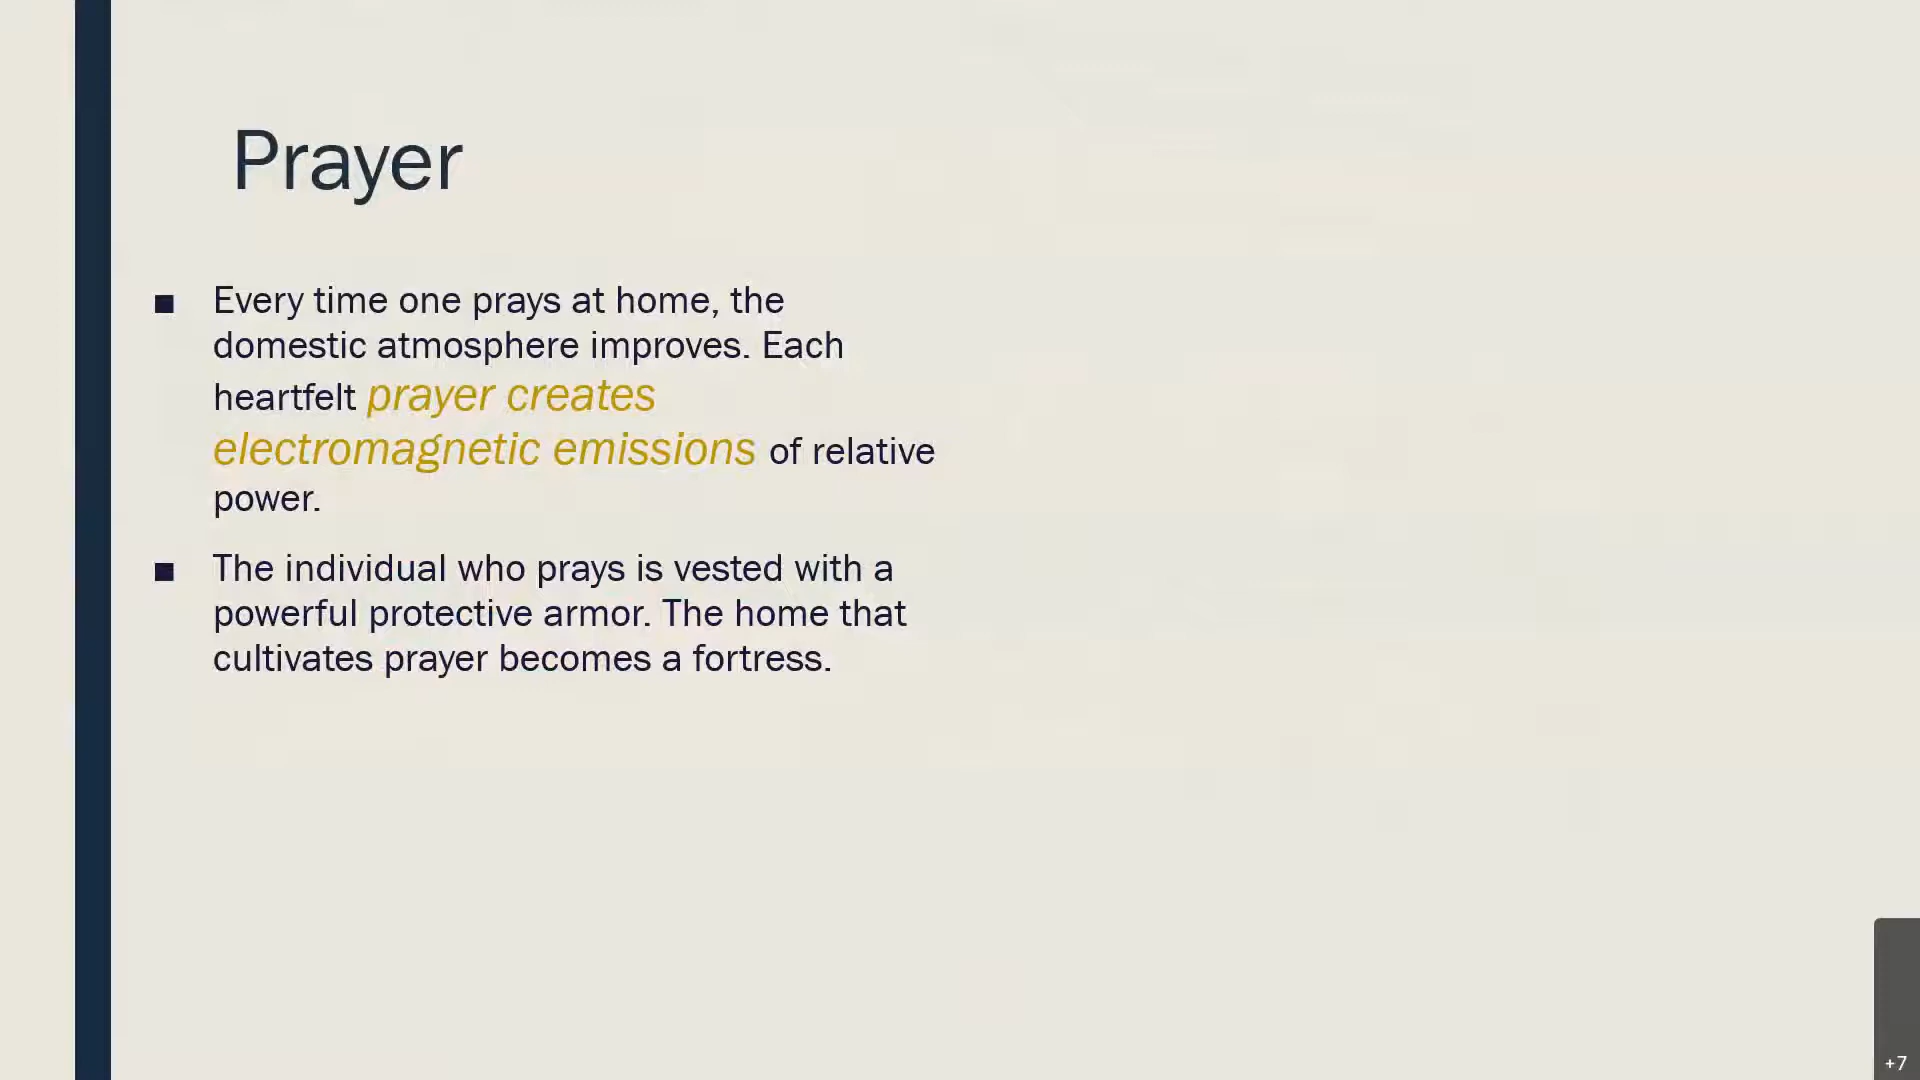 Prayer
■ Every time one prays at home, the
domestic atmosphere improves. Each
heartfelt prayer creates
electromagnetic emissions of relative
power.
■ The individual who prays is vested with a
powerful protective armor. The home that
cultivates prayer becomes a fortress.
+7